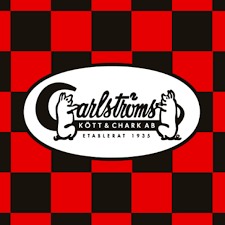 Carlströms
KÖTT & CHARK AB
ETABLERAT 1935